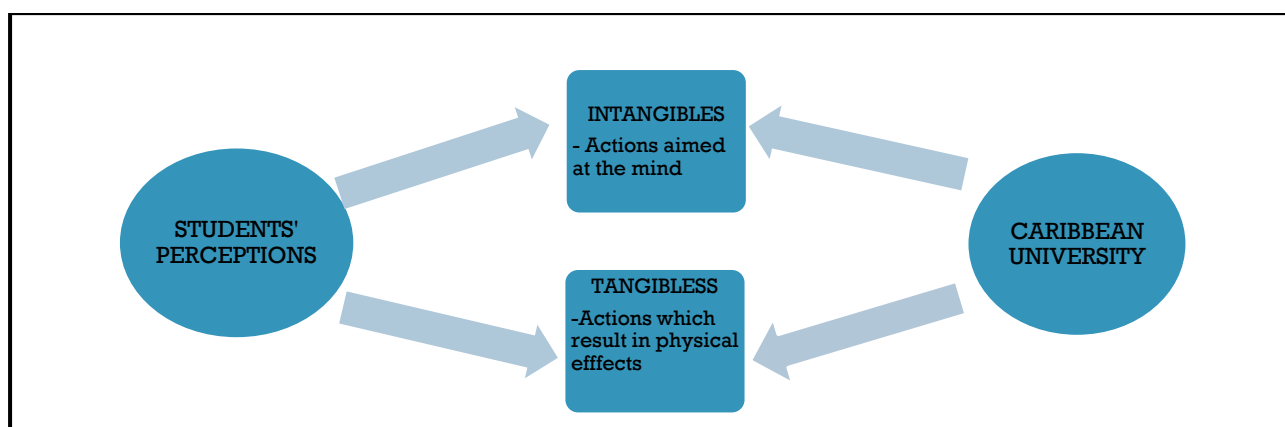 INTANGIBLES
- Actions aimed
at the mind
STUDENTS'
PERCEPTIONS
CARIBBEAN
UNIVERSITY
TANGIBLESS
-Actions which
result in physical
efffects